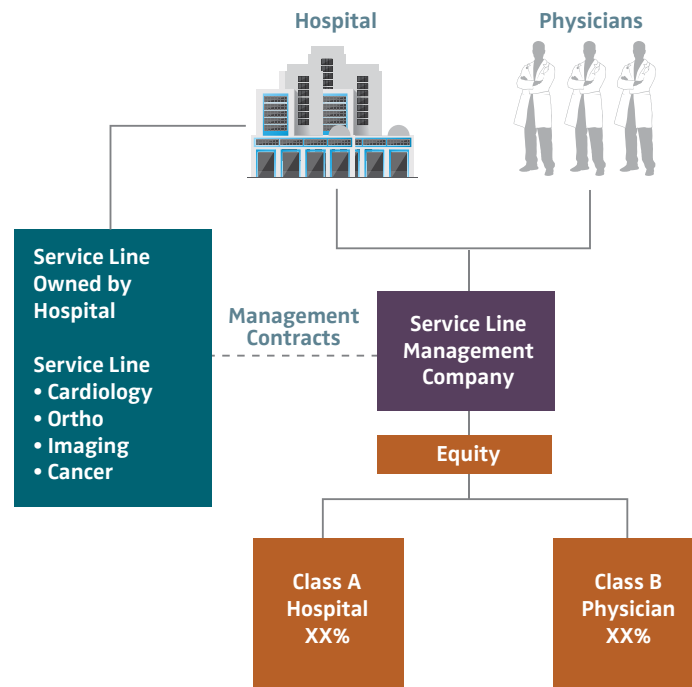 Hospital
Physicians
Service Line
Owned by
Hospital
Service Line
• Cardiology
• Ortho
• Imaging
• Cancer
Management
Contracts
Service Line
Management
Company
Equity
Class A
Hospital
XX%
Class B
Physician
XX%